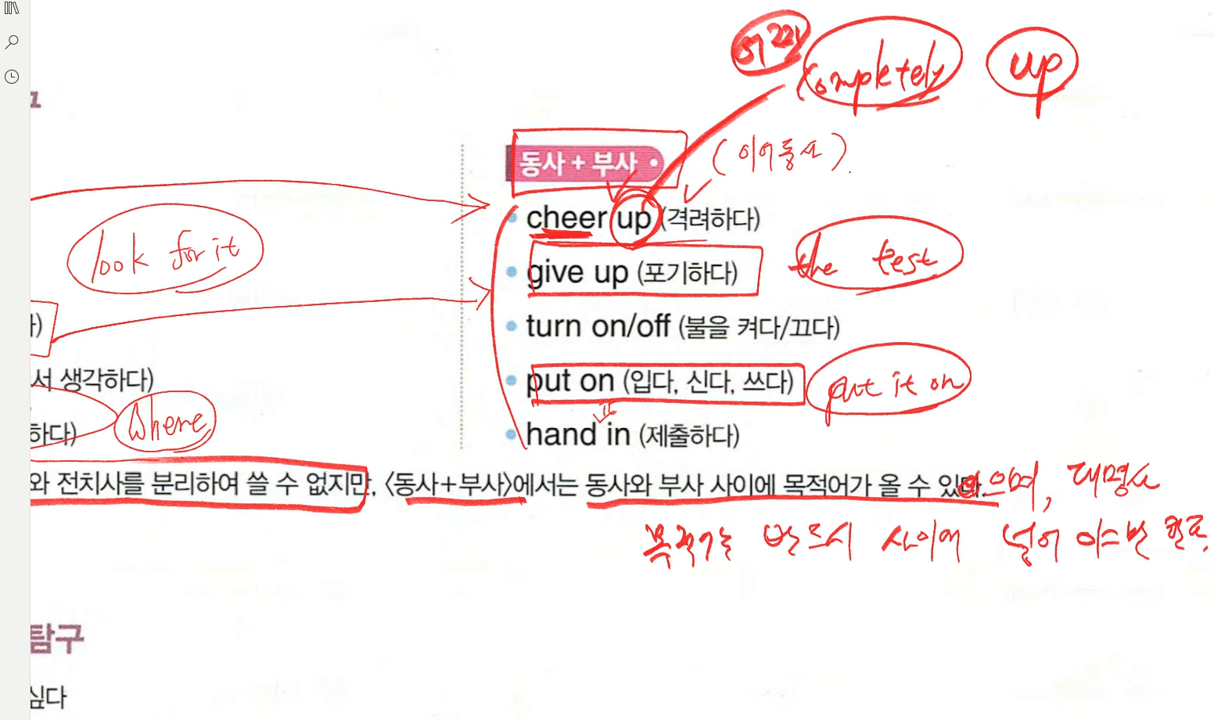 completely up
동사 + 부사
(이어동사).
cheer up (격려하다)
look for it
give up (포기하다)
the test
turn on/off (불을 켜다/끄다)
서 생각하다)
put on (입다, 신다, 쓰다)
put it on
where
하다)
hand in (제출하다)
와 전치사를 분리하여 쓸 수 없지만, 〈동사+부사〉에서는 동사와 부사 사이에 목적어가 올 수 있으며, 대명사
목적어는 반드시 사이에 넣어
탐구
싶다